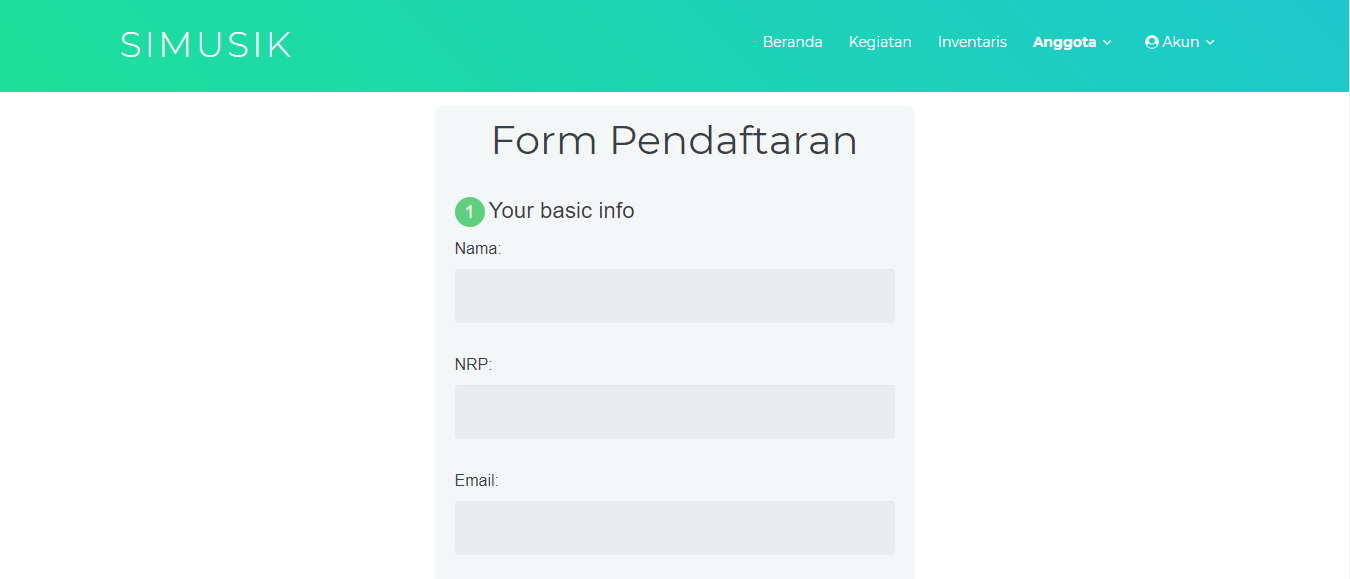 SIMUSIK
Beranda Kegiatan Inventaris Anggota Akun
Form Pendaftaran
1 Your basic info
Nama:
NRP:
Email: